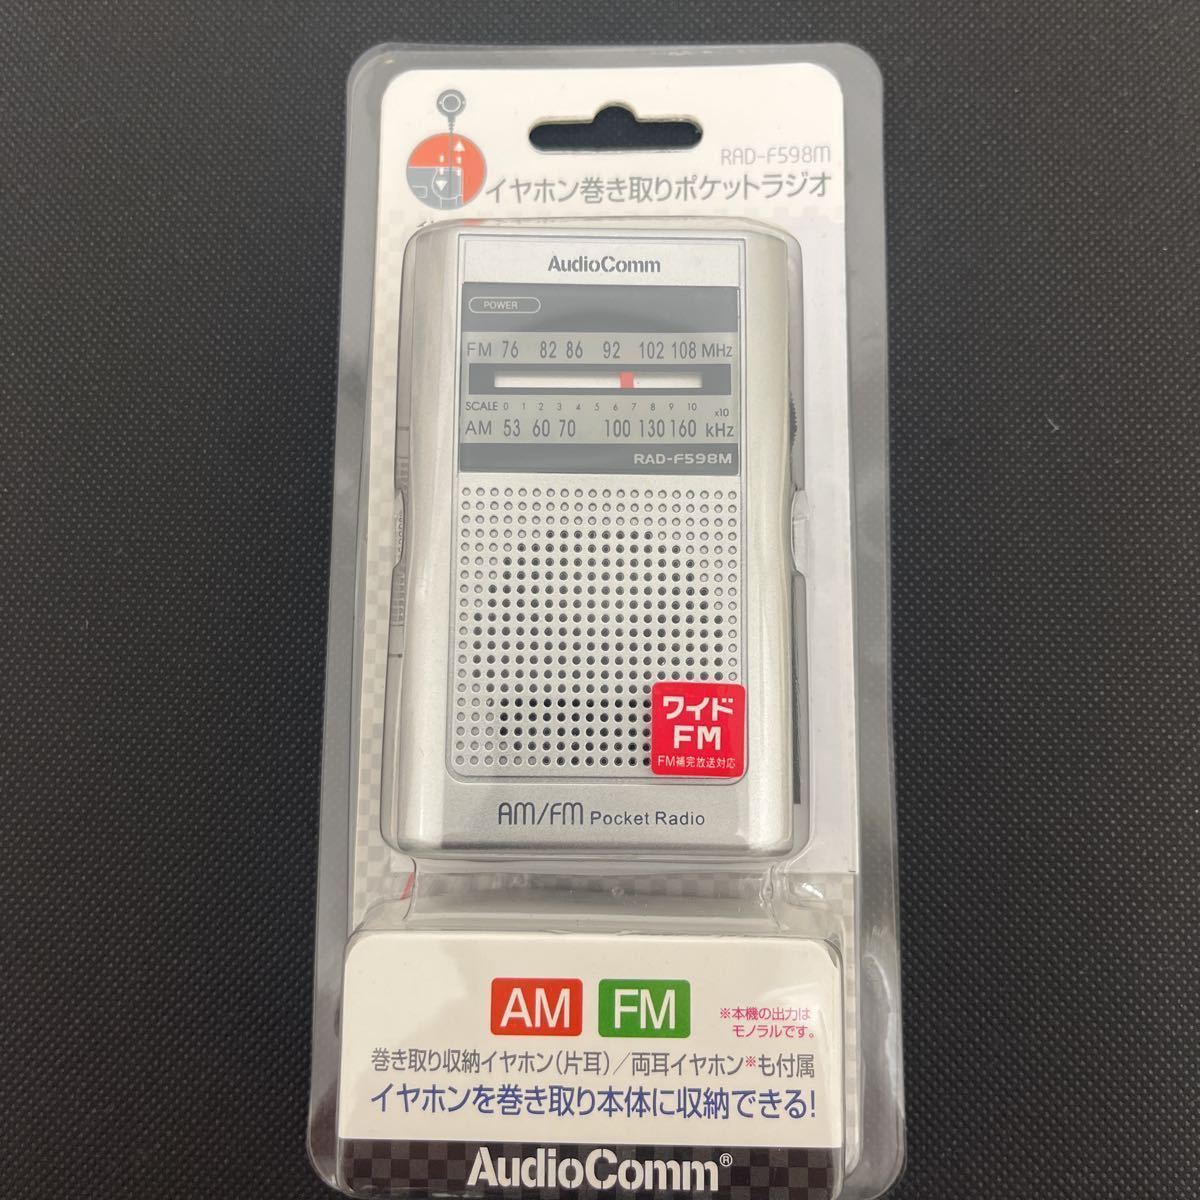 RAD-F598M
イヤホン巻き取りポケットラジオ
AudioComm
POWER
FM 76 82 86 92 102 108 MHz
SCALE 0 1 2 3 4 5 6 7 8 9 10 x10
AM 53 60 70 100 130 160 kHz
RAD-F598M
ワイド
FM
FM補完放送対応
AM/FM Pocket Radio
AM FM
※本機の出力は
モノラルです。
巻き取り収納イヤホン(片耳)/両耳イヤホン※も付属
イヤホンを巻き取り本体に収納できる!
AudioComm®